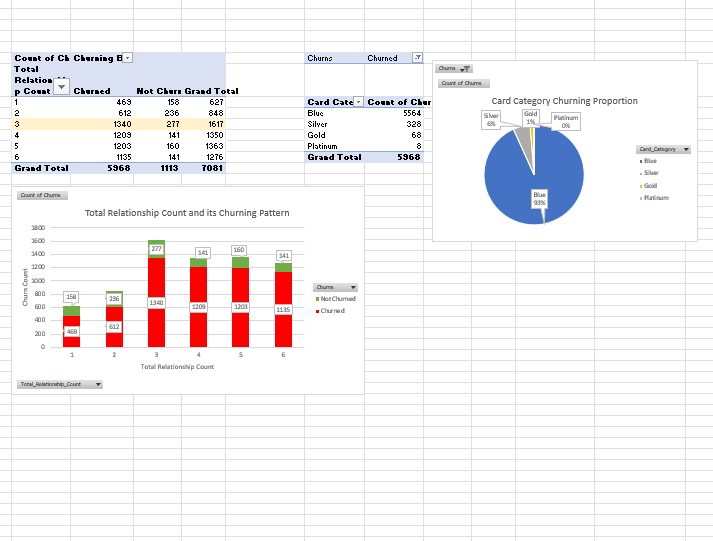 Count of Ch Churning B
Total
Relation
p Count Churned Not Churn Grand Total
1 469 158 627
2 612 236 848
3 1340 277 1617
4 1209 141 1350
5 1203 160 1363
6 1135 141 1276
Grand Total 5968 1113 7081
Churns Churned
Card Cate Count of Chur
Blue 5564
Silver 328
Gold 68
Platinum 8
Grand Total 5968
Churns
Count of Churns
Card Category Churning Proportion
Silver
6%
Gold
1%
Platinum
0%
Blue
93%
Card_Category
Blue
Silver
Gold
Platinum
Count of Churns
Total Relationship Count and its Churning Pattern
Churn Count
1800
1600
1400
1200
1000
800
600
400
200
0
158
236
277
141
160
141
469
612
1340
1209
1203
1135
1 2 3 4 5 6
Total Relationship Count
Churns
Not Churned
Churned
Total_Relationship_Count